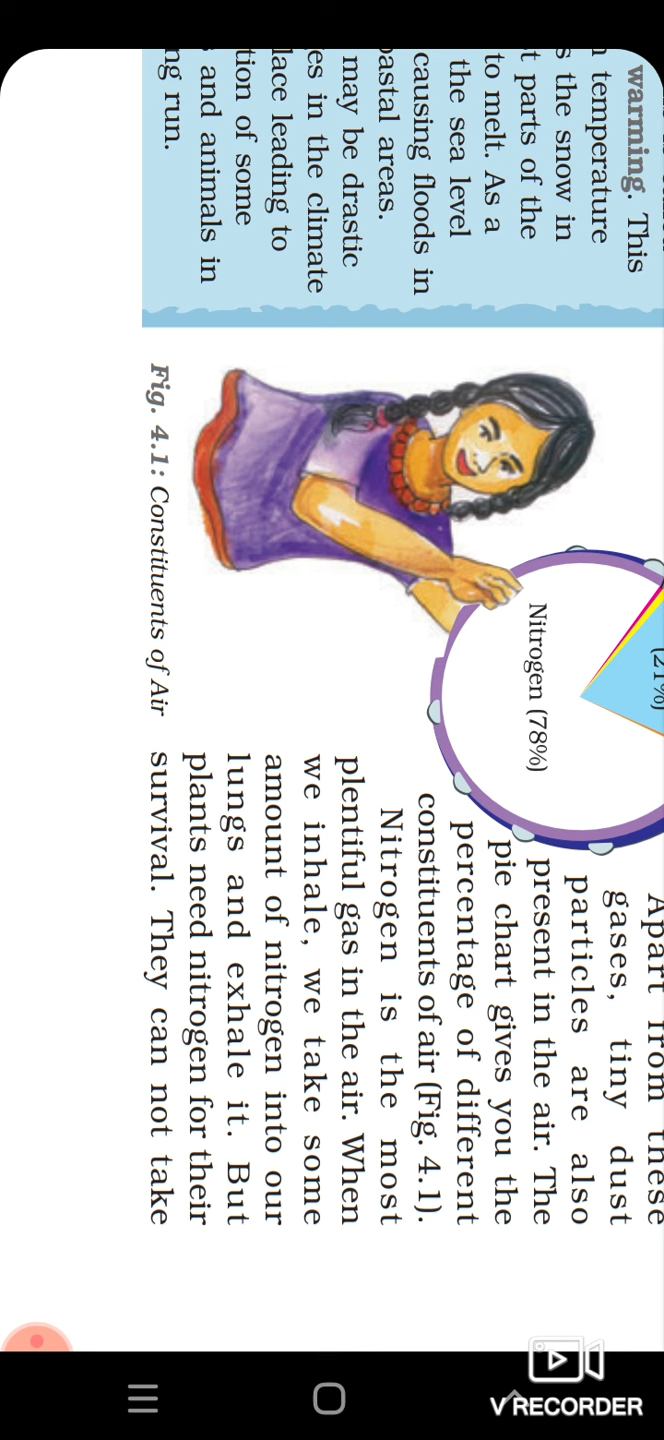 warming. This
temperature
the snow in
parts of the
to melt. As a
the sea level
causing floods in
areas.
may be drastic
in the climate
leading to
of some
and animals in
run.
(21%)
Nitrogen (78%)
Fig. 4.1: Constituents of Air
Apart from these
gases, tiny dust
particles are also
present in the air. The
pie chart gives you the
percentage of different
constituents of air (Fig. 4.1).
Nitrogen is the most
plentiful gas in the air. When
we inhale, we take some
amount of nitrogen into our
lungs and exhale it. But
plants need nitrogen for their
survival. They can not take
V RECORDER